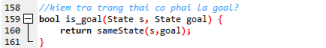 158 //kiem tra trang thai co phai la goal?
159 bool is_goal(State s, State goal) {
160 return sameState(s,goal);
161 }